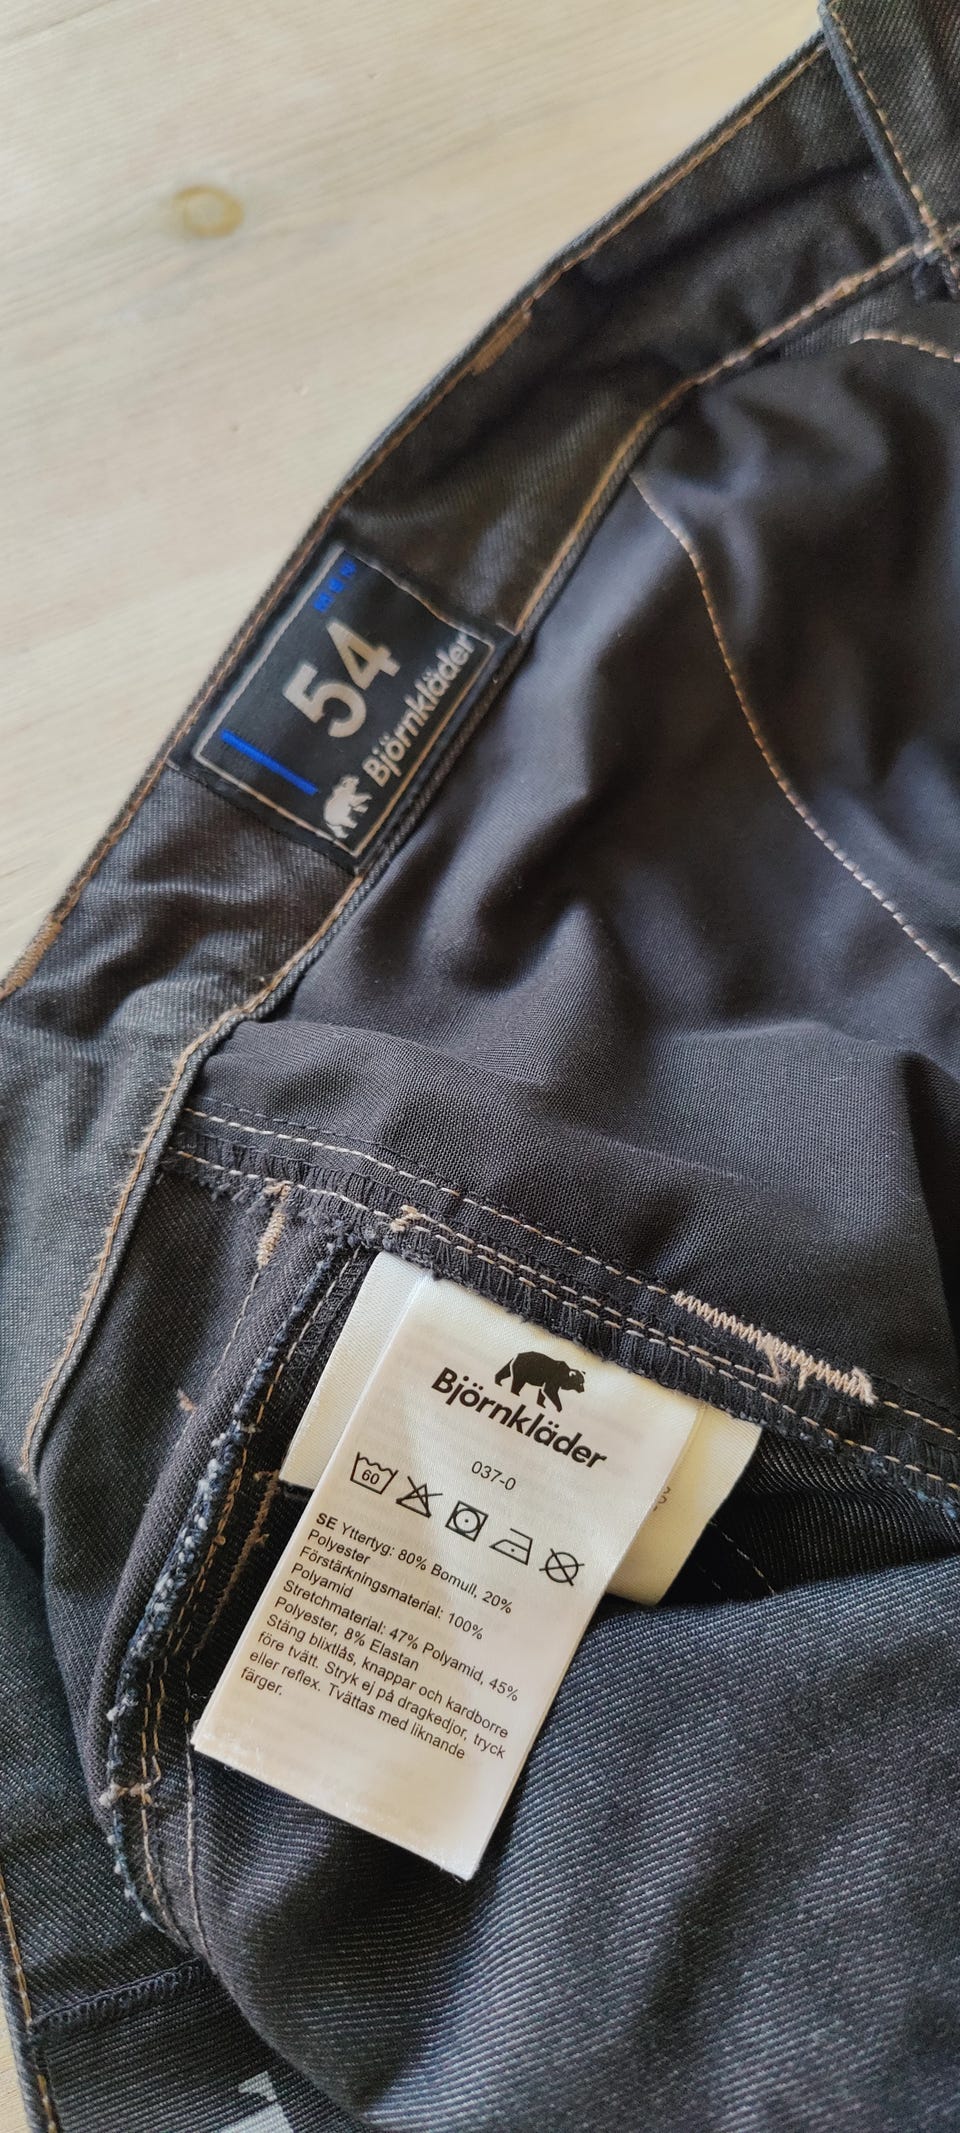 MEN
54
Björnkläder
Björnkläder
037-0
60
SE Yttertyg: 80% Bomull, 20%
Polyester
Förstärkningsmaterial: 100%
Polyamid
Stretchmaterial: 47% Polyamid, 45%
Polyester, 8% Elastan
Stäng blixtlås, knappar och kardborre
före tvätt. Stryk ej på dragkedjor, tryck
eller reflex. Tvättas med liknande
färger.